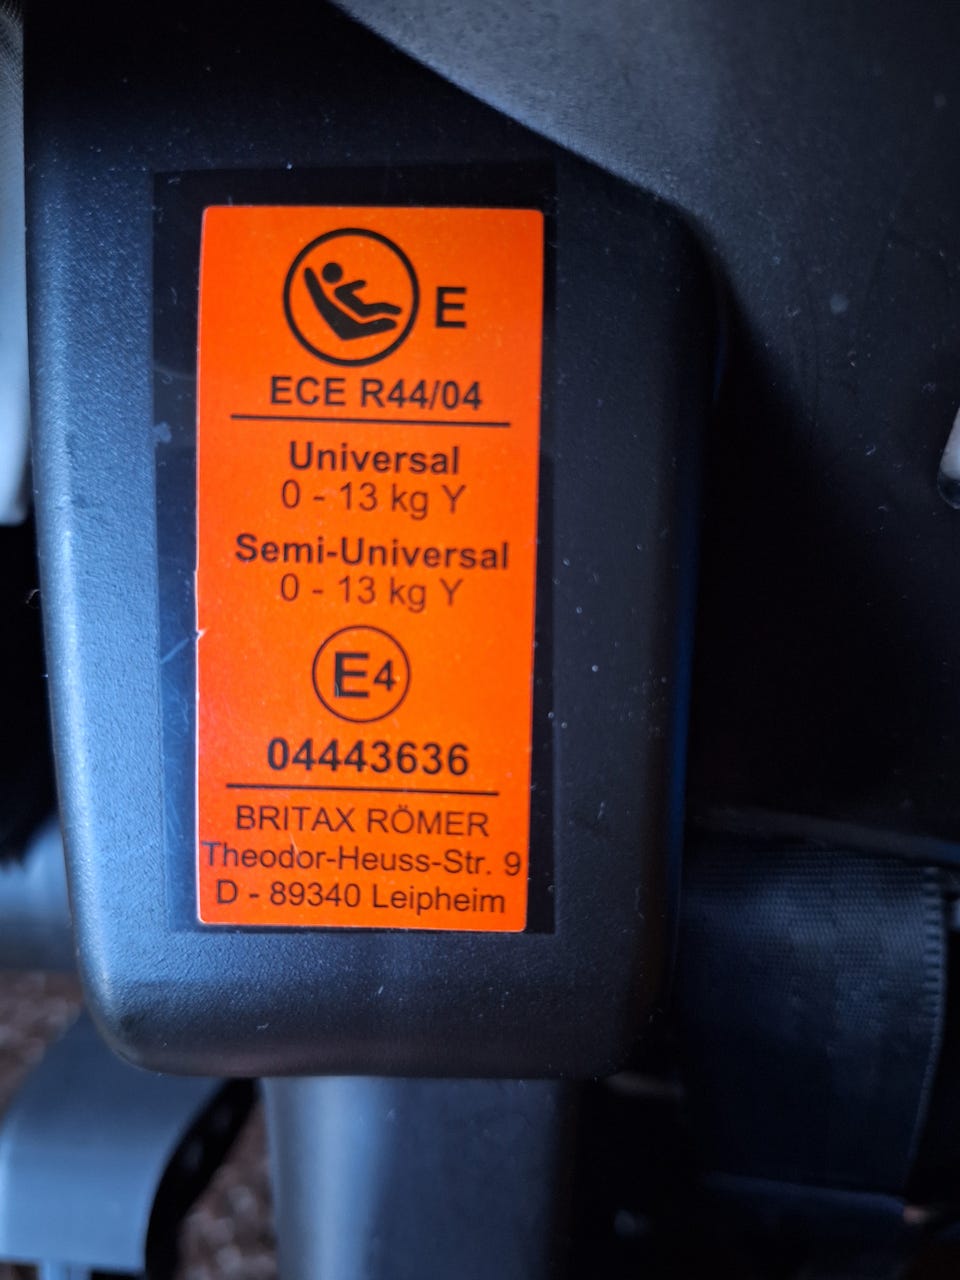 E
ECE R44/04
Universal
0 - 13 kg Y
Semi-Universal
0 - 13 kg Y
E4
04443636
BRITAX RÖMER
Theodor-Heuss-Str. 9
D - 89340 Leipheim